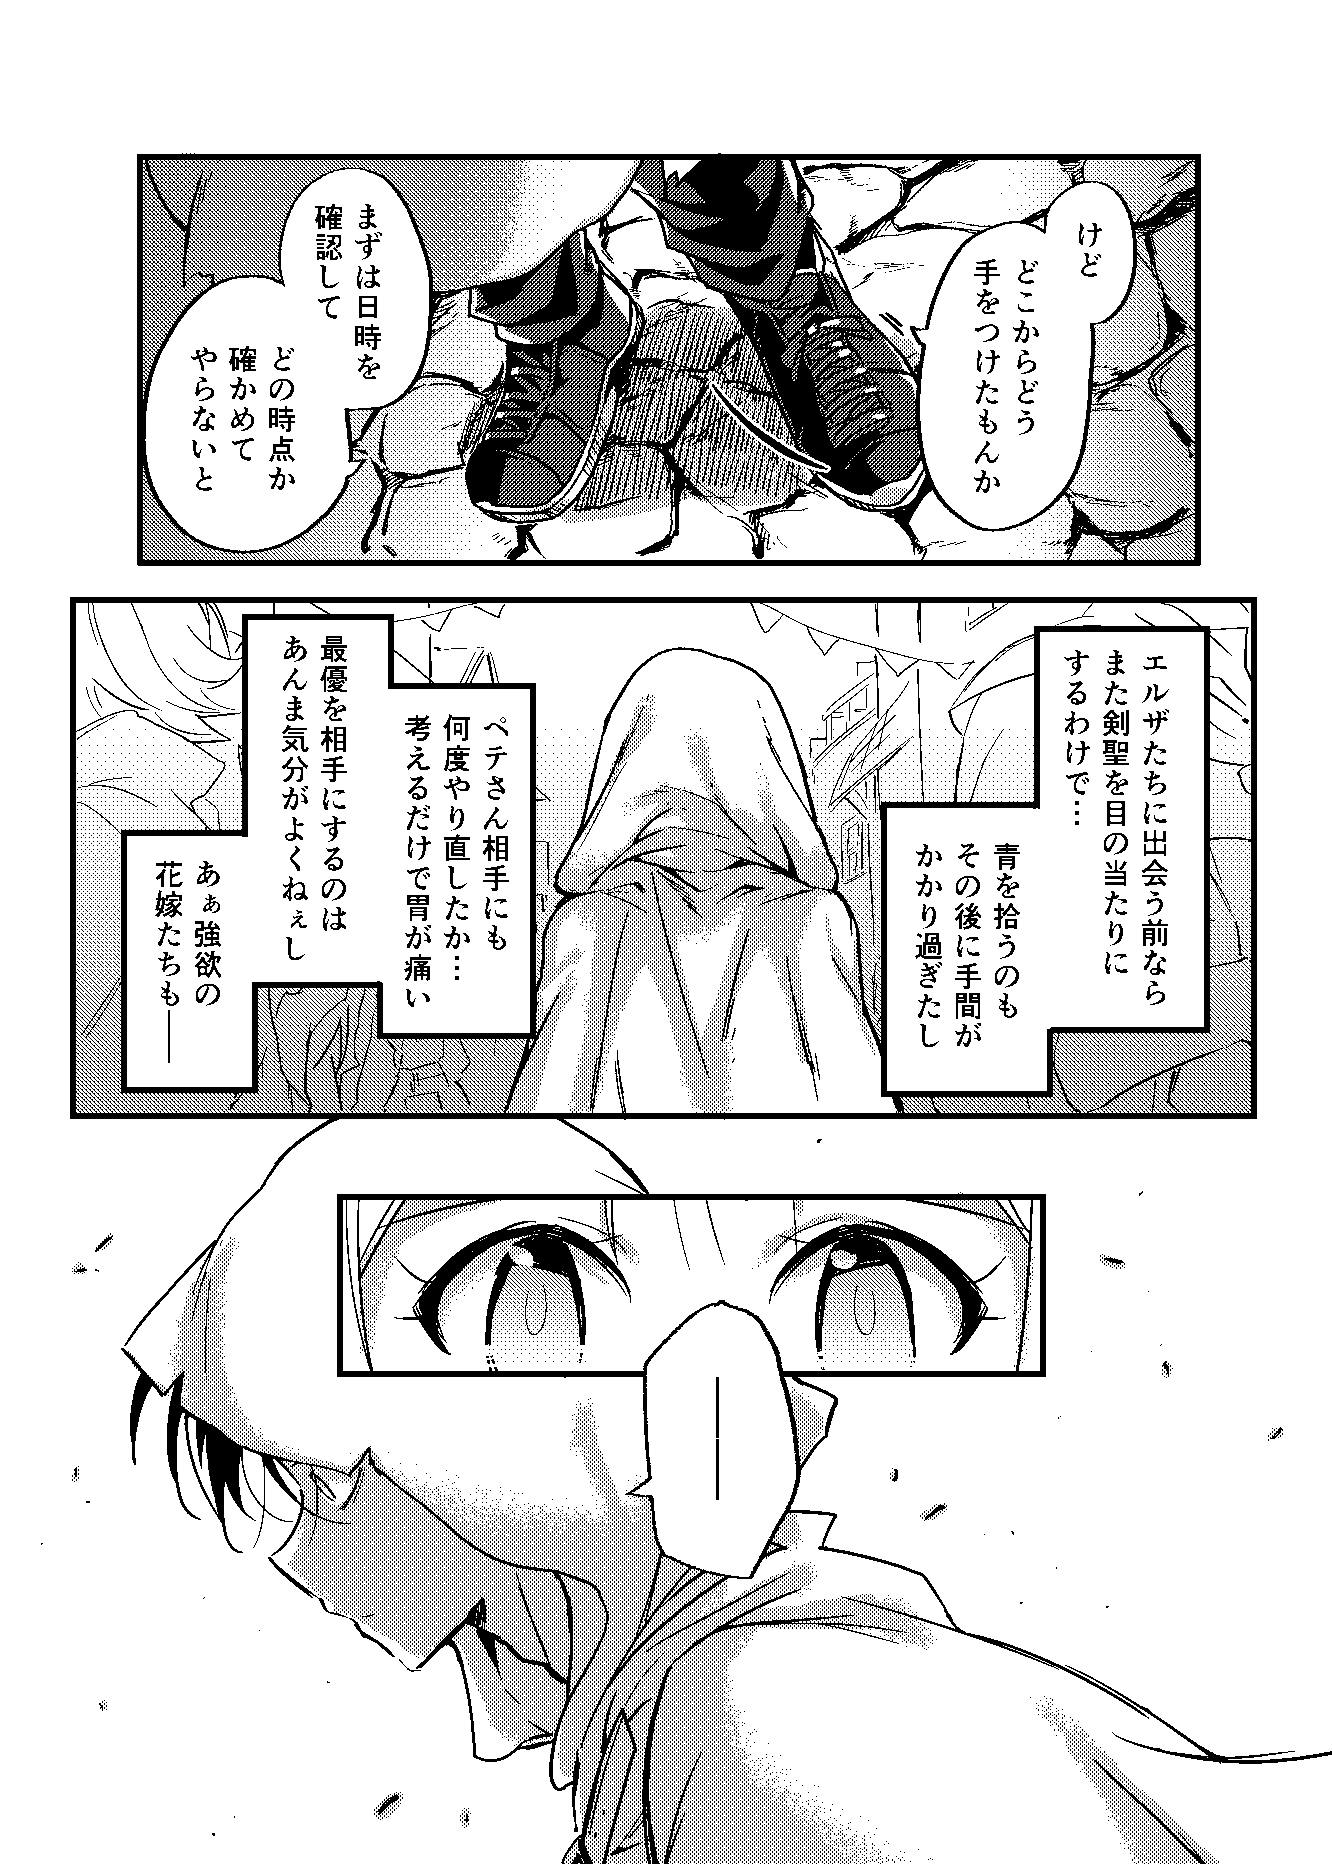 けど
どこからどう
手をつけたもんか
まずは日時を
確認して
どの時点か
確かめて
やらないと
エルザたちに出会う前なら
また剣聖を目の当たりに
するわけで…
青を拾うのも
その後に手間が
かかり過ぎたし
ペテさん相手にも
何度やり直したか…
考えるだけで胃が痛い
最優を相手にするのは
あんま気分がよくねぇし
あぁ強欲の
花嫁たちも──
──